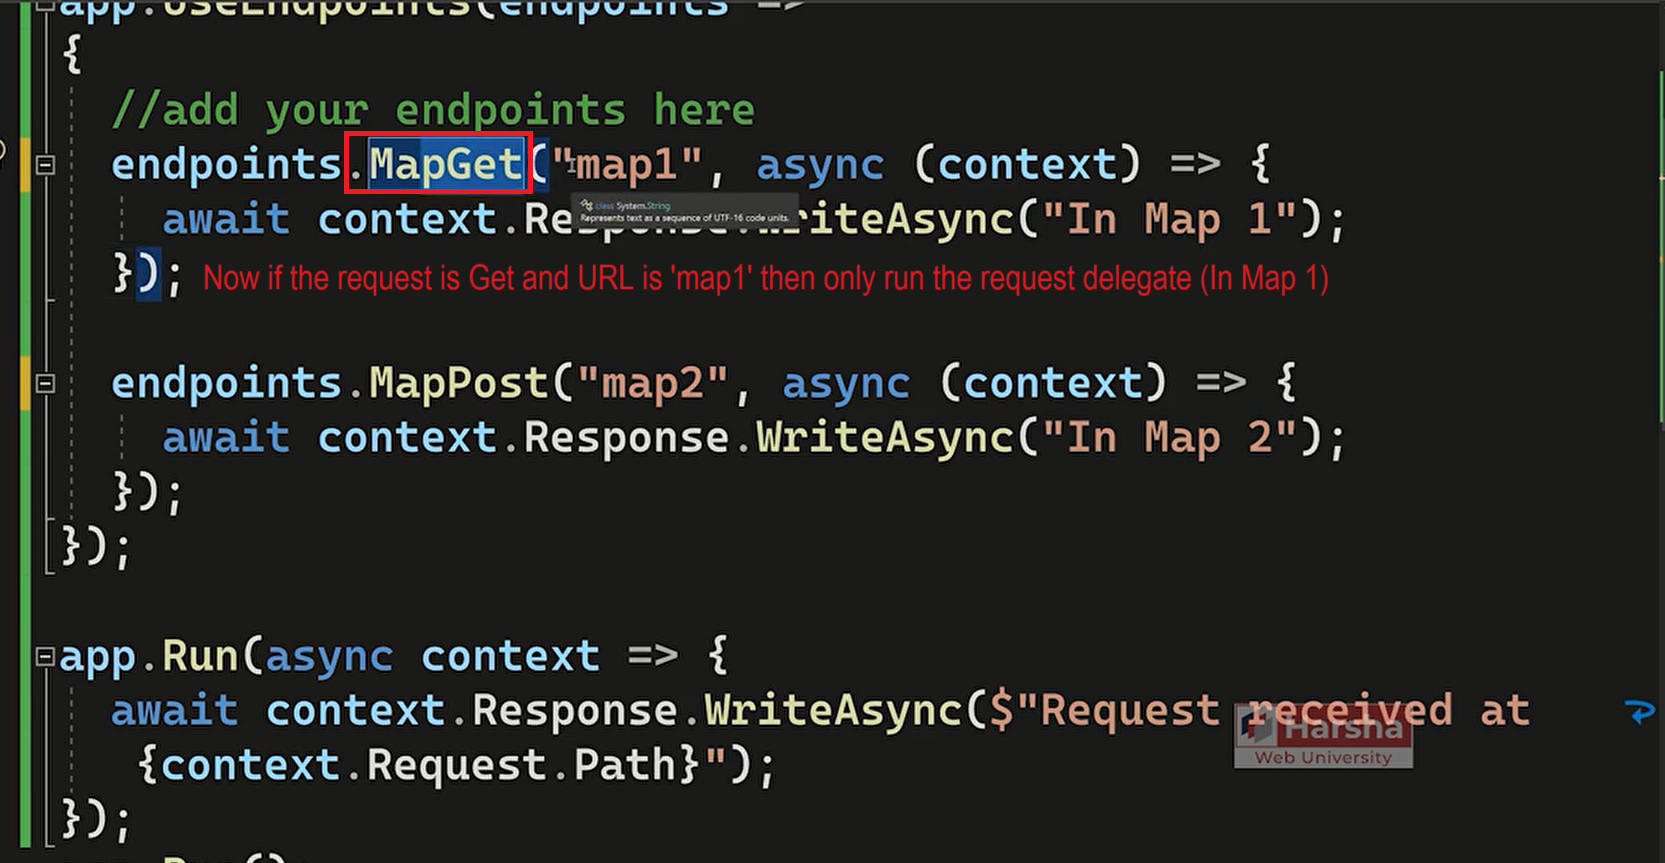 app.UseEndpoints(endpoints =>
{
//add your endpoints here
endpoints.MapGet("map1", async (context) => {
class System.String
Represents text as a sequence of UTF-16 code units.
await context.Response.WriteAsync("In Map 1");
}); Now if the request is Get and URL is 'map1' then only run the request delegate (In Map 1)
endpoints.MapPost("map2", async (context) => {
await context.Response.WriteAsync("In Map 2");
});
});
app.Run(async context => {
await context.Response.WriteAsync($"Request received at
{context.Request.Path}");
Harsha
Web University
});
app.Run();